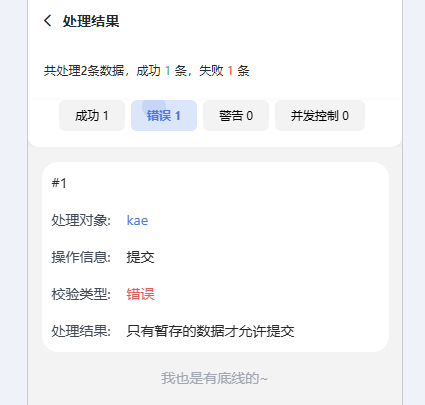 处理结果
共处理2条数据，成功 1 条，失败 1 条
成功 1 错误 1 警告 0 并发控制 0
#1
处理对象: kae
操作信息: 提交
校验类型: 错误
处理结果: 只有暂存的数据才允许提交
我也是有底线的~